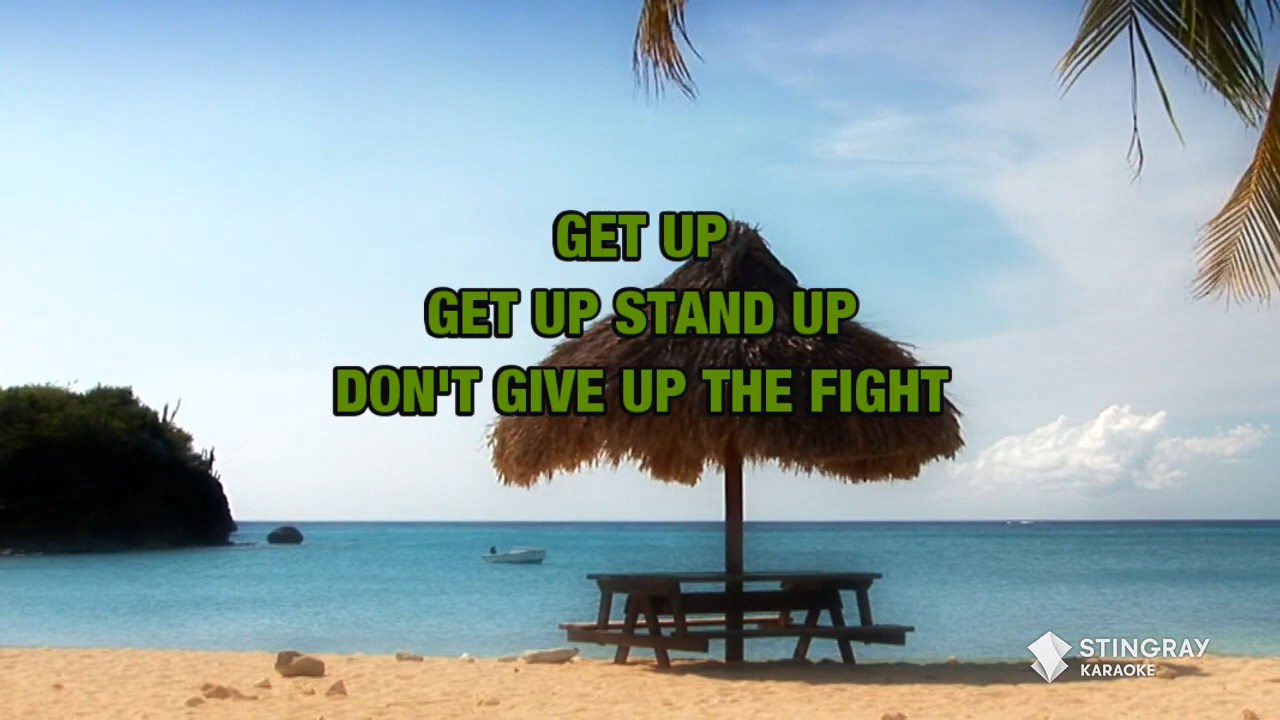 GET UP
GET UP STAND UP
DON'T GIVE UP THE FIGHT
STINGRAY
KARAOKE